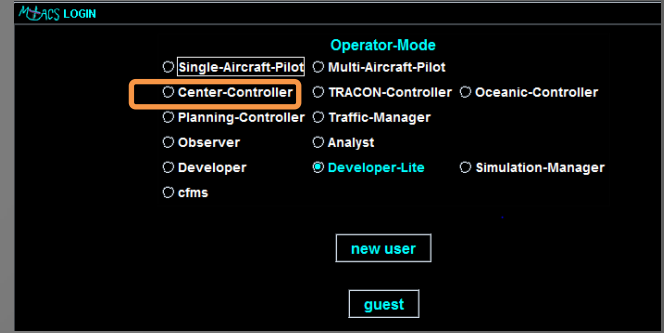 MACS LOGIN
Operator-Mode
Single-Aircraft-Pilot Multi-Aircraft-Pilot
Center-Controller TRACON-Controller Oceanic-Controller
Planning-Controller Traffic-Manager
Observer Analyst
Developer Developer-Lite Simulation-Manager
cfms
new user
guest